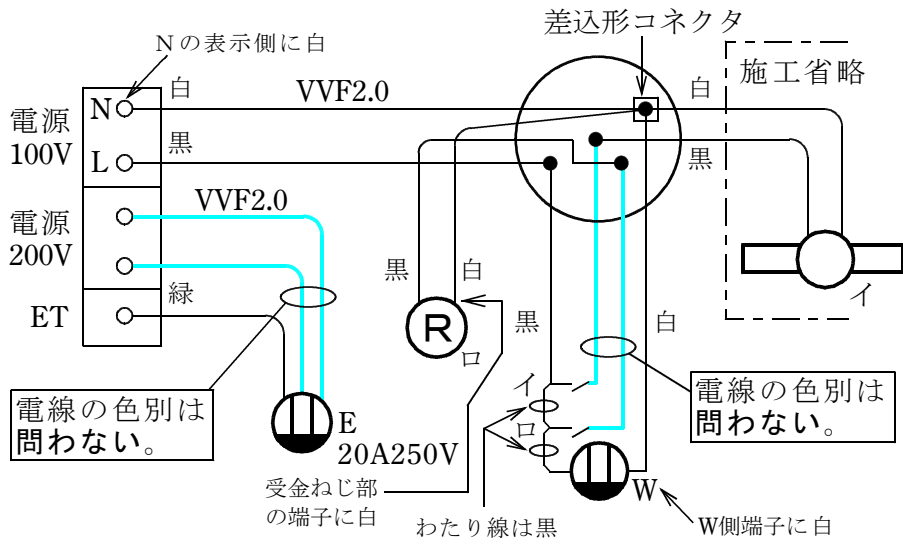 差込形コネクタ
Nの表示側に白
施工省略
白
VVF2.0
白
電源
100V
N
L
黒
黒
電源
200V
VVF2.0
黒
白
イ
緑
ET
R
ロ
黒
白
イ
ロ
電線の色別は
問わない。
E
20A250V
電線の色別は
問わない。
受金ねじ部
の端子に白
わたり線は黒
W
W側端子に白